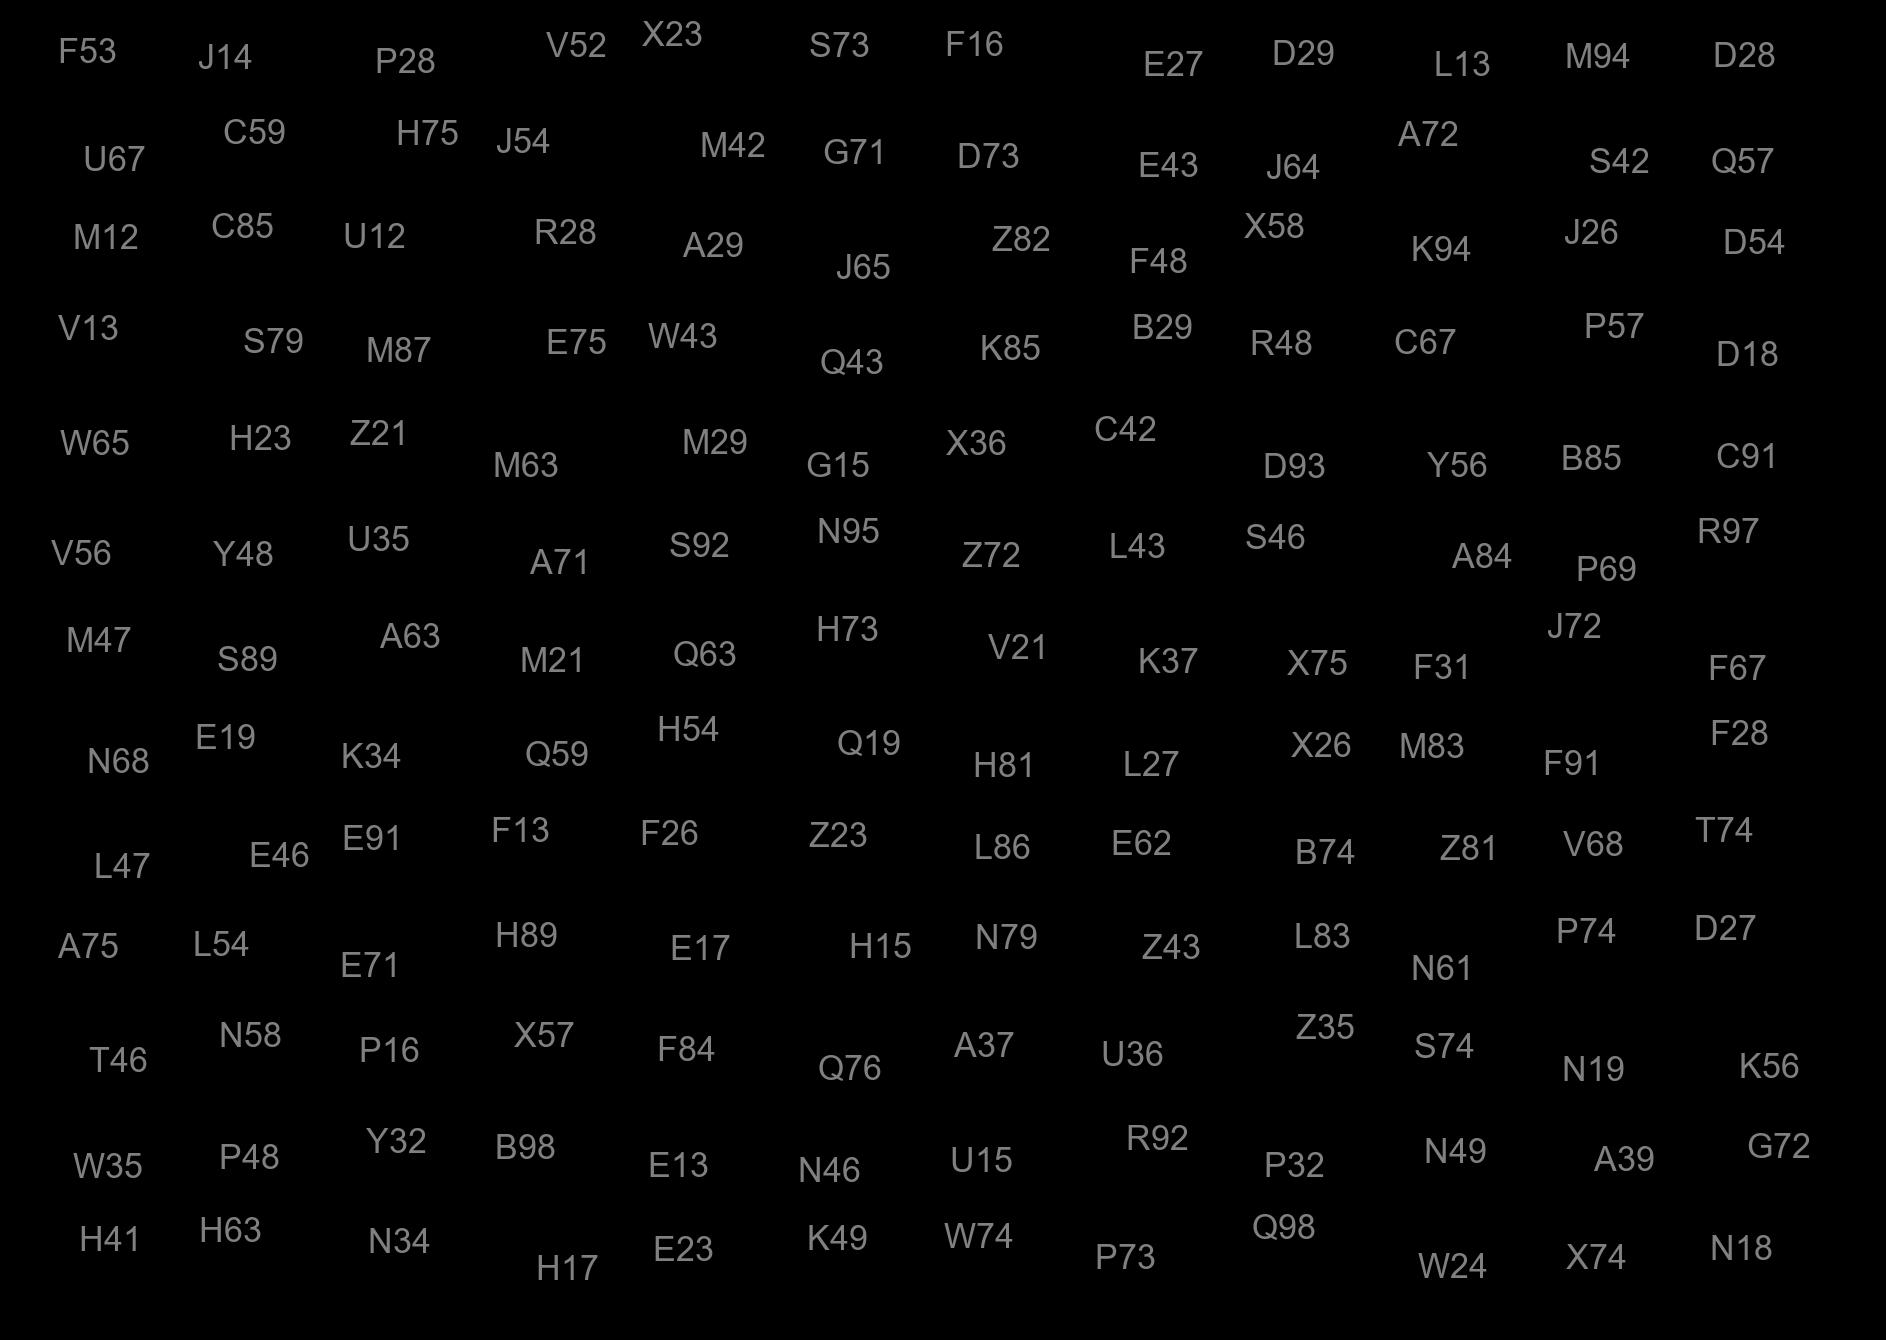 F53 J14 P28 V52 X23 S73 F16 E27 D29 L13 M94 D28
U67 C59 H75 J54 M42 G71 D73 E43 J64 A72 S42 Q57
M12 C85 U12 R28 A29 J65 Z82 F48 X58 K94 J26 D54
V13 S79 M87 E75 W43 Q43 K85 B29 R48 C67 P57 D18
W65 H23 Z21 M63 M29 G15 X36 C42 D93 Y56 B85 C91
V56 Y48 U35 A71 S92 N95 Z72 L43 S46 A84 P69 R97
M47 S89 A63 M21 Q63 H73 V21 K37 X75 F31 J72 F67
N68 E19 K34 Q59 H54 Q19 H81 L27 X26 M83 F91 F28
L47 E46 E91 F13 F26 Z23 L86 E62 B74 Z81 V68 T74
A75 L54 E71 H89 E17 H15 N79 Z43 L83 N61 P74 D27
T46 N58 P16 X57 F84 Q76 A37 U36 Z35 S74 N19 K56
W35 P48 Y32 B98 E13 N46 U15 R92 P32 N49 A39 G72
H41 H63 N34 H17 E23 K49 W74 P73 Q98 W24 X74 N18